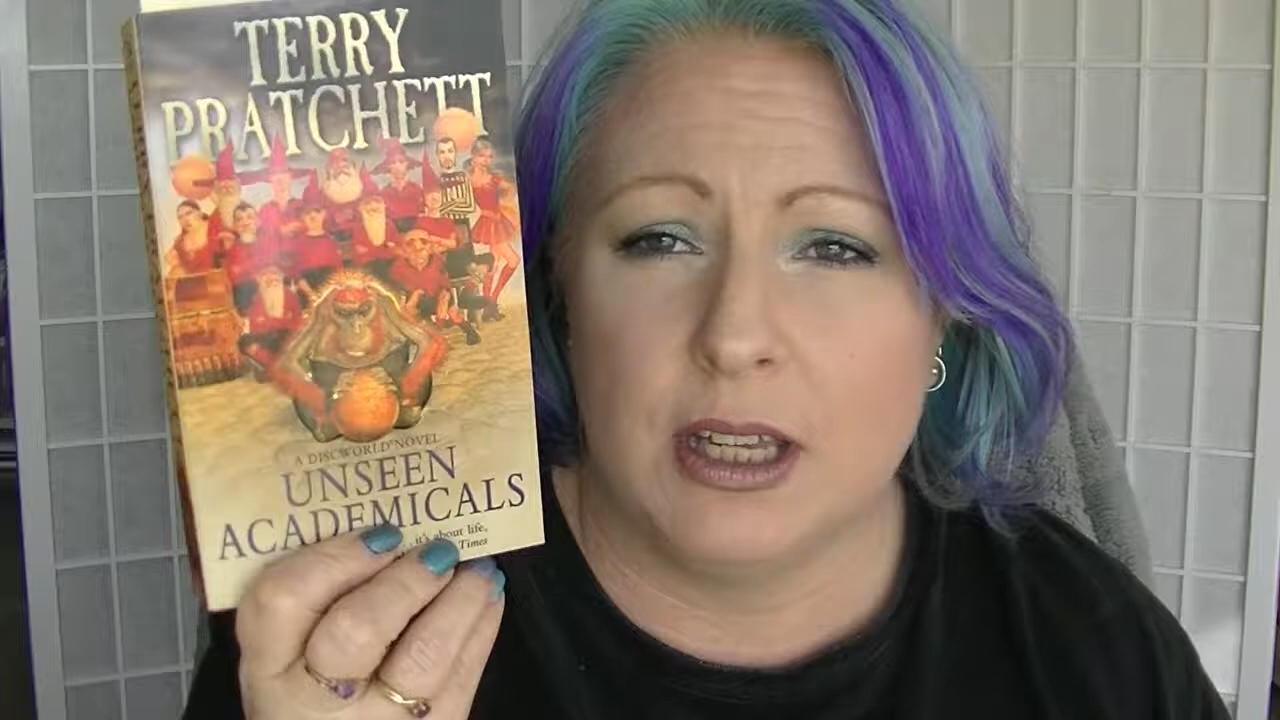 TERRY
PRATCHETT
A DISCWORLD NOVEL
UNSEEN
ACADEMICALS
it's about life,
Times